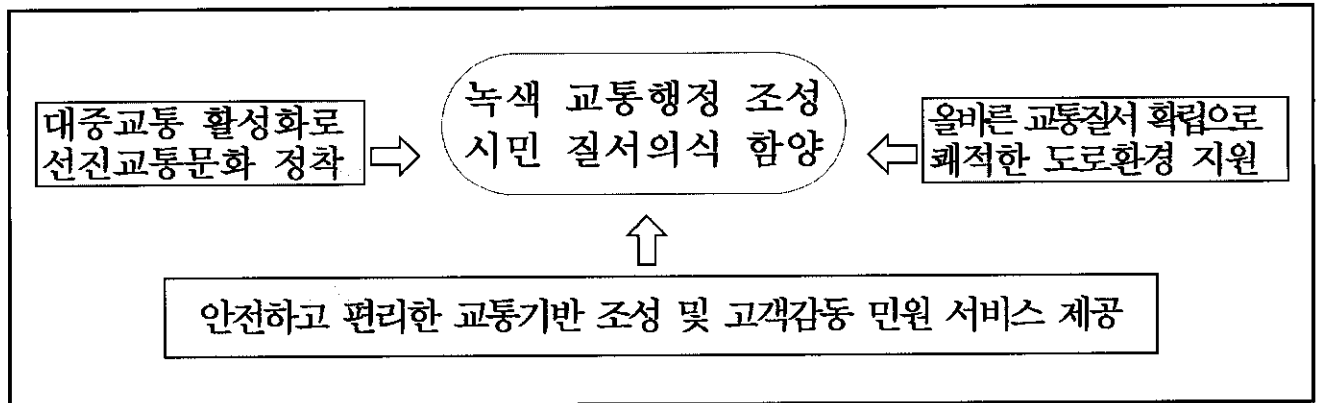 녹색 교통행정 조성
시민 질서의식 함양
대중교통 활성화로
선진교통문화 정착
올바른 교통질서 확립으로
쾌적한 도로환경 지원
안전하고 편리한 교통기반 조성 및 고객감동 민원 서비스 제공